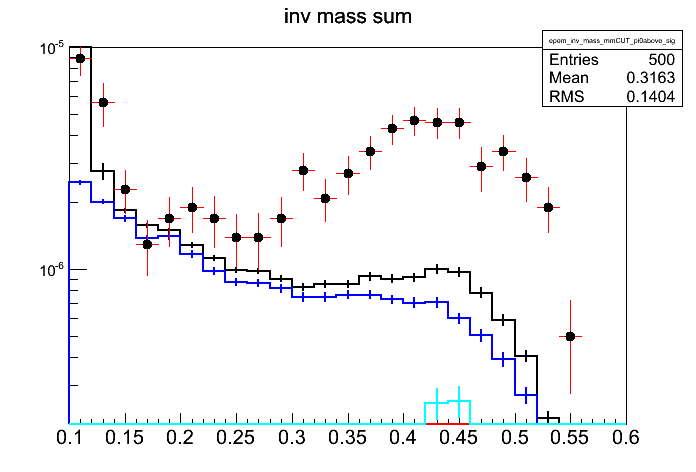 inv mass sum
epem_inv_mass_mmCUT_pi0above_sig
Entries 500
Mean 0.3163
RMS 0.1404
10-5
10-6
0.1 0.15 0.2 0.25 0.3 0.35 0.4 0.45 0.5 0.55 0.6